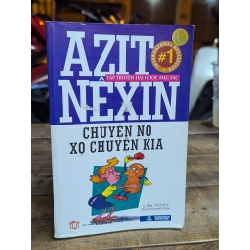 AZIT
TẬP TRUYỆN HÀI HƯỚC ĐẶC SẮC
#1
NEXIN
CHUYỆN NỌ
XỌ CHUYỆN KIA